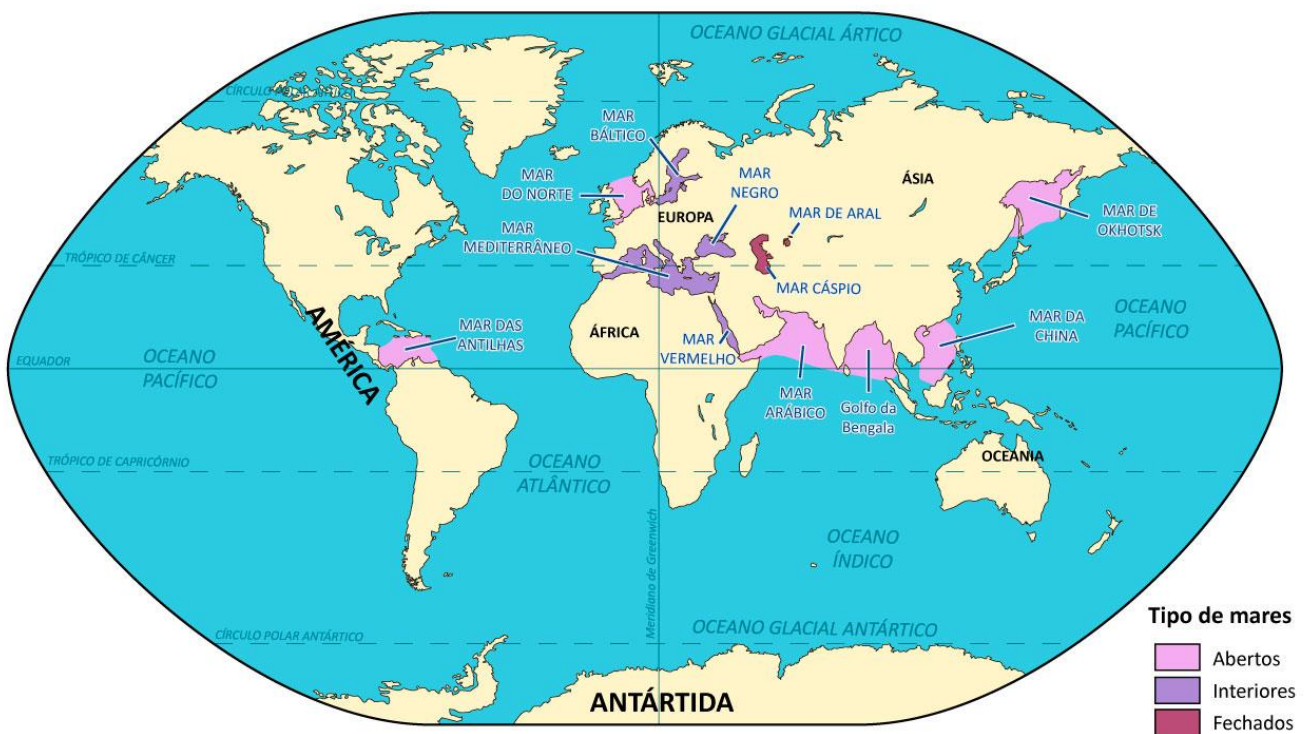 OCEANO GLACIAL ÁRTICO
CÍRCULO POLAR ÁRTICO
MAR
BÁLTICO
MAR
DO NORTE
MAR
NEGRO
ÁSIA
EUROPA
MAR DE ARAL
MAR DE
OKHOTSK
MAR
MEDITERRÂNEO
TRÓPICO DE CÂNCER
MAR CÁSPIO
OCEANO
PACÍFICO
MAR DA
CHINA
AMÉRICA
MAR DAS
ANTILHAS
ÁFRICA
MAR
VERMELHO
EQUADOR
OCEANO
PACÍFICO
MAR
ARÁBICO
Golfo da
Bengala
TRÓPICO DE CAPRICÓRNIO
OCEANO
ATLÂNTICO
OCEANIA
Meridiano de Greenwich
OCEANO
ÍNDICO
CÍRCULO POLAR ANTÁRTICO
OCEANO GLACIAL ANTÁRTICO
ANTÁRTIDA
Tipo de mares
Abertos
Interiores
Fechados